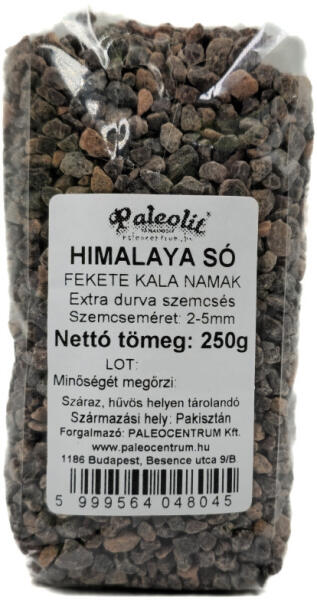 Paleolit
HIMALAYA SÓ
FEKETE KALA NAMAK
Extra durva szemcsés
Szemcseméret: 2-5mm
Nettó tömeg: 250g
LOT:
Minőségét megőrzi:
Száraz, hűvös helyen tárolandó
Származási hely: Pakisztán
Forgalmazó: PALEOCENTRUM Kft.
www.paleocentrum.hu
1186 Budapest, Besence utca 9/B
5 999564 048045